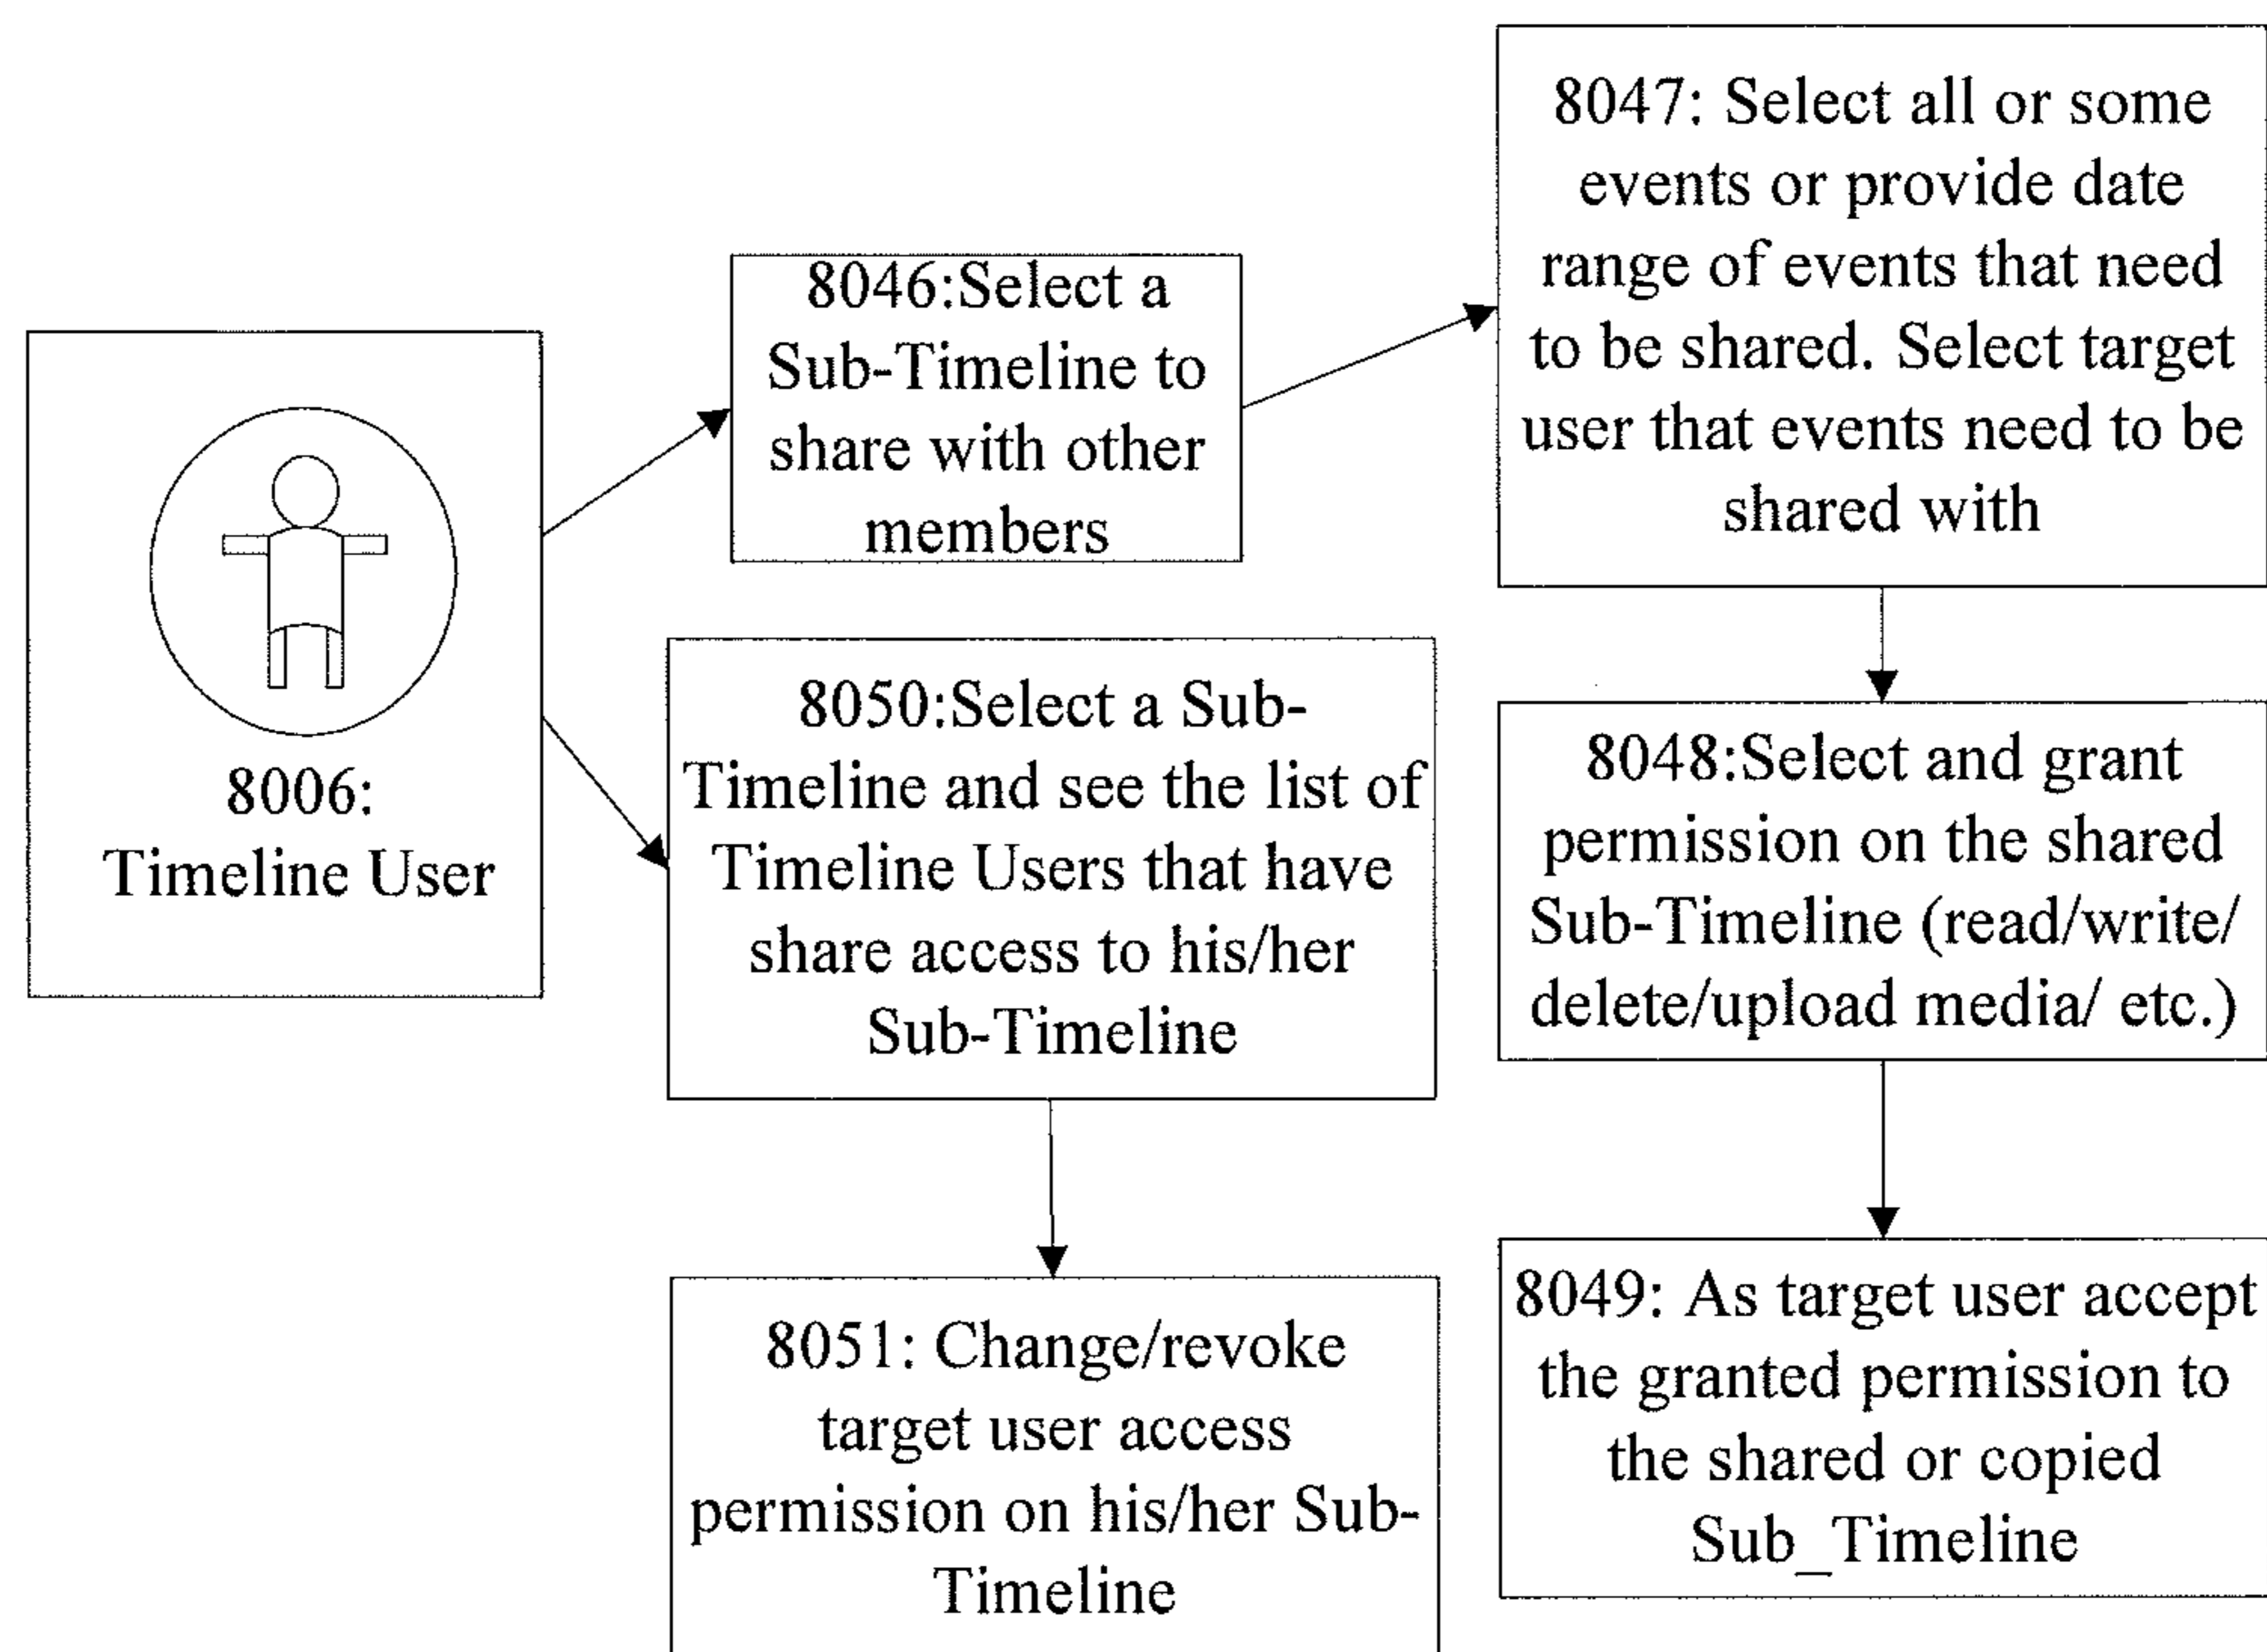 8006:
Timeline User
8046:Select a
Sub-Timeline to
share with other
members
8047: Select all or some
events or provide date
range of events that need
to be shared. Select target
user that events need to be
shared with
8048:Select and grant
permission on the shared
Sub-Timeline (read/write/
delete/upload media/ etc.)
8049: As target user accept
the granted permission to
the shared or copied
Sub_Timeline
8050:Select a Sub-
Timeline and see the list of
Timeline Users that have
share access to his/her
Sub-Timeline
8051: Change/revoke
target user access
permission on his/her Sub-
Timeline